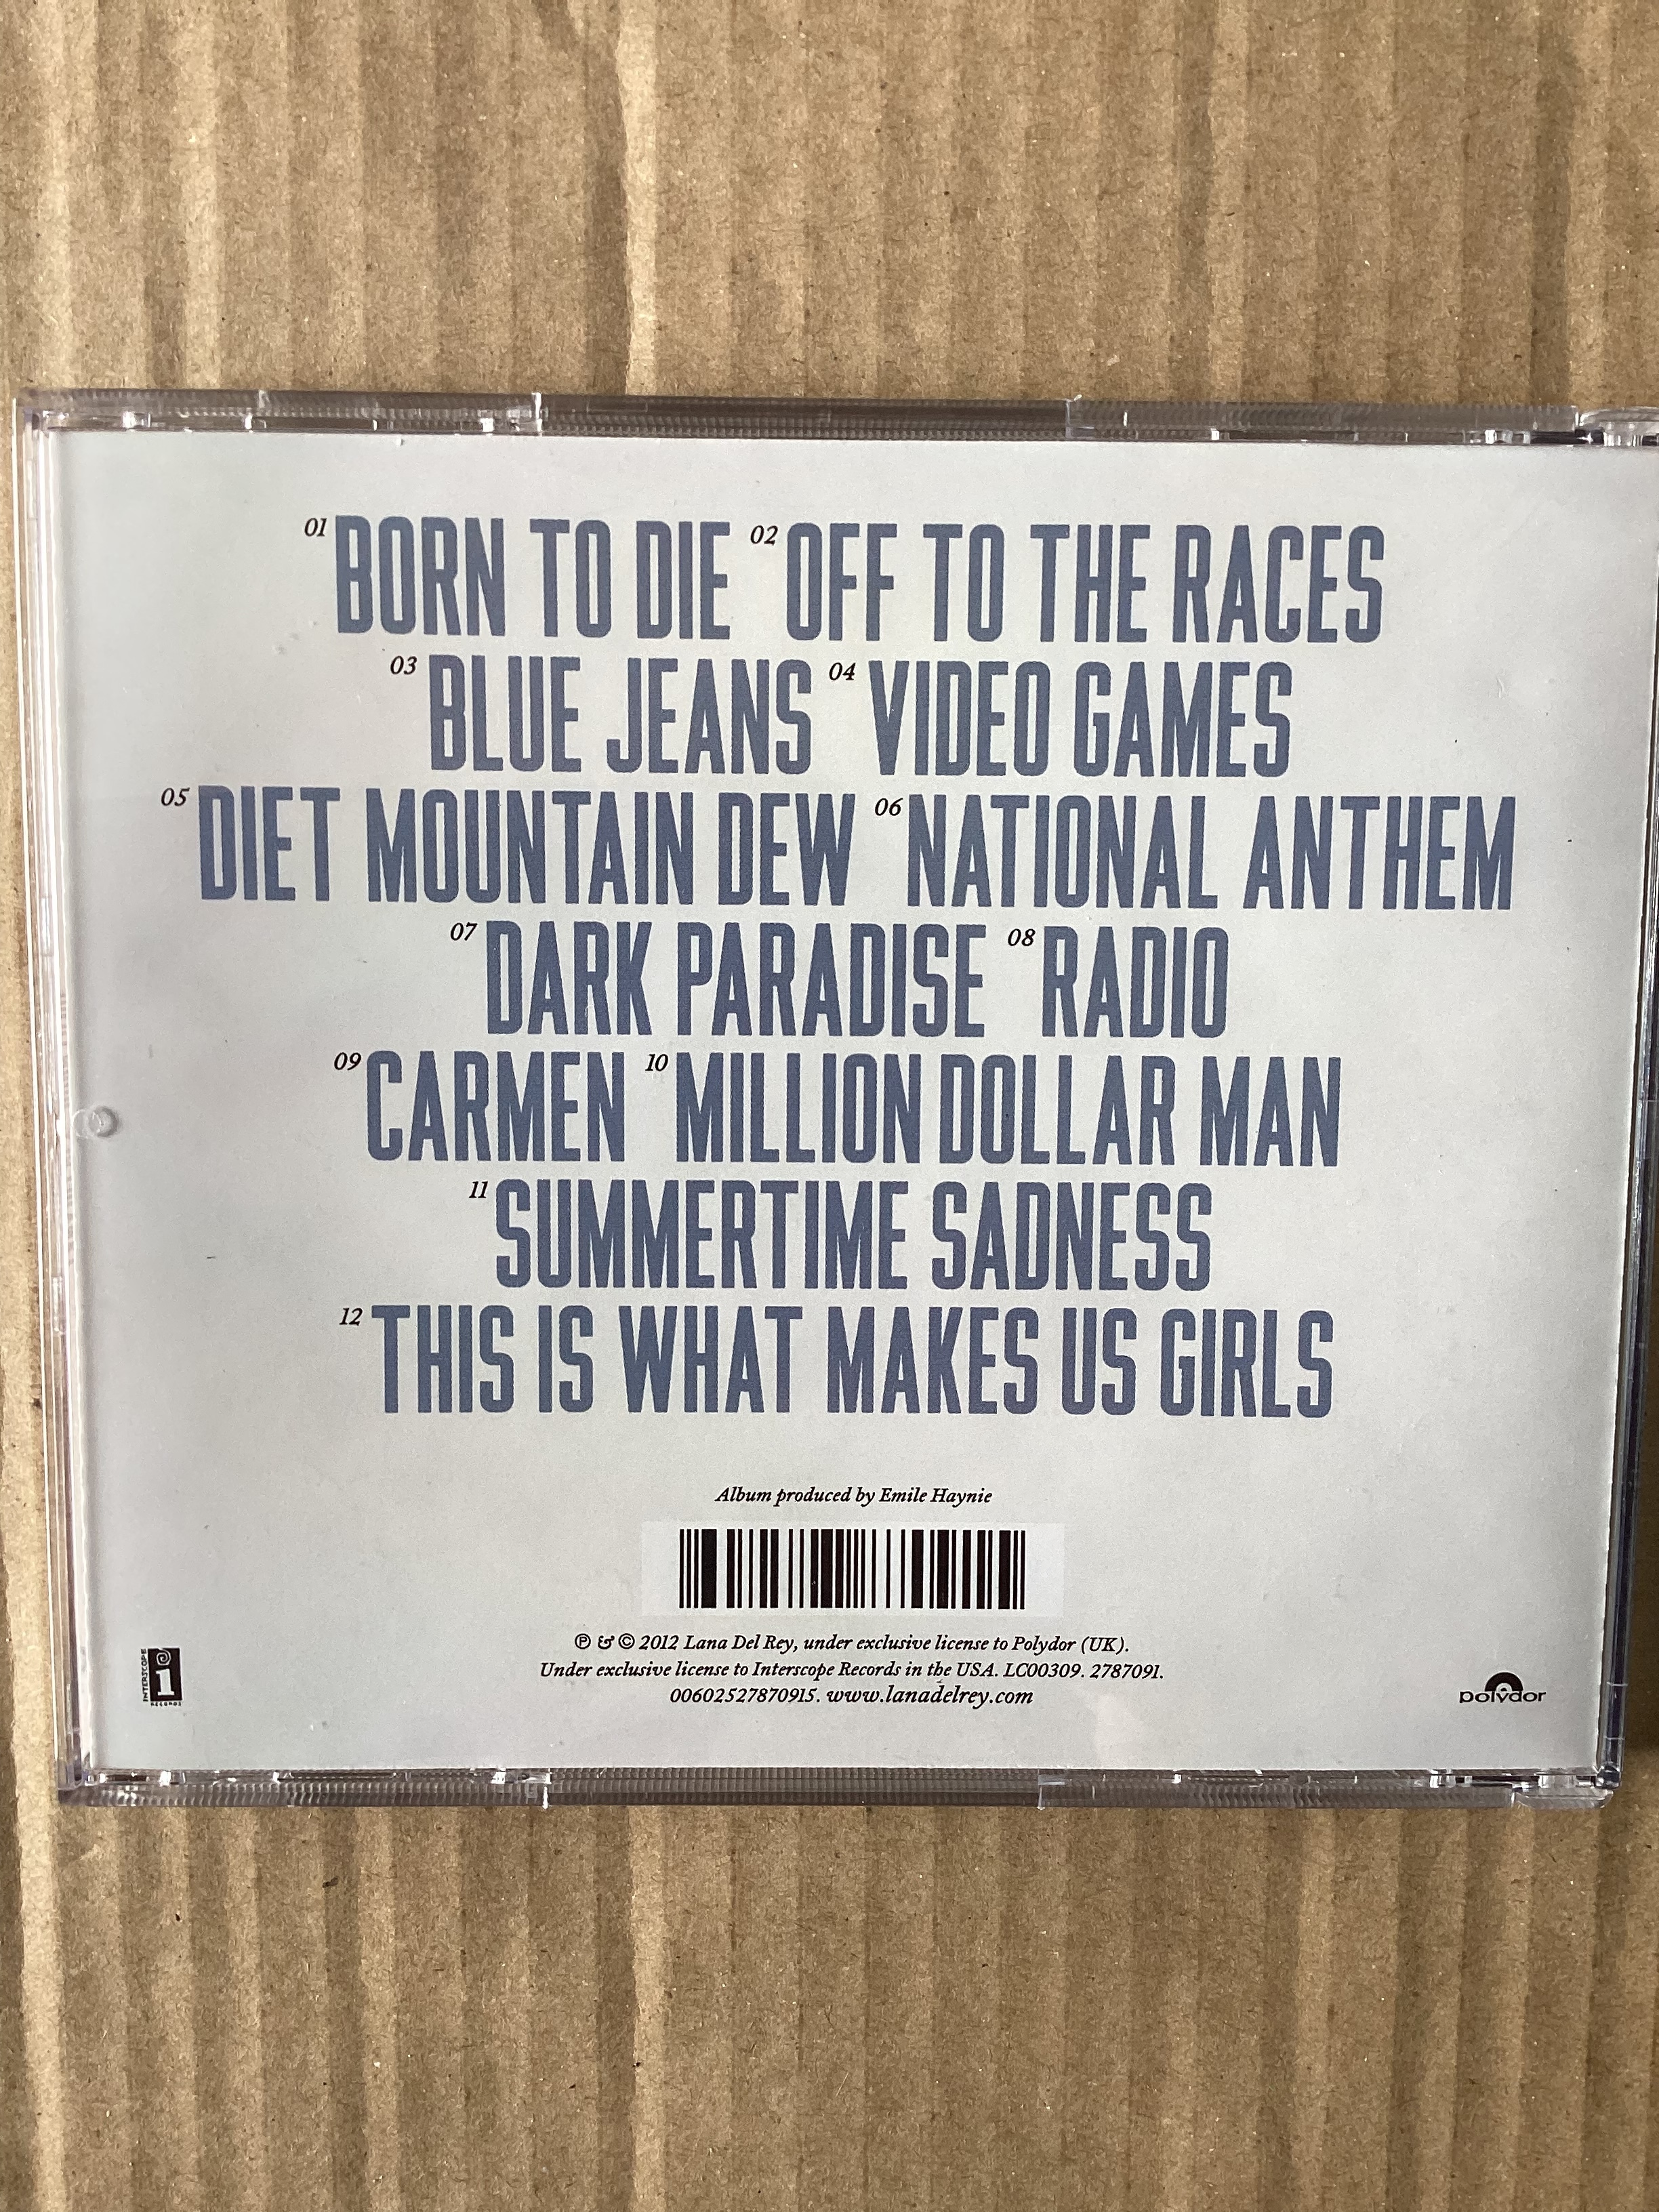 01 BORN TO DIE 02 OFF TO THE RACES
03 BLUE JEANS 04 VIDEO GAMES
05 DIET MOUNTAIN DEW 06 NATIONAL ANTHEM
07 DARK PARADISE 08 RADIO
09 CARMEN 10 MILLION DOLLAR MAN
11 SUMMERTIME SADNESS
12 THIS IS WHAT MAKES US GIRLS
Album produced by Emile Haynie
℗ & © 2012 Lana Del Rey, under exclusive license to Polydor (UK).
Under exclusive license to Interscope Records in the USA. LC00309. 2787091.
00602527870915. www.lanadelrey.com
INTERSCOPE
i
RECORDS
polydor